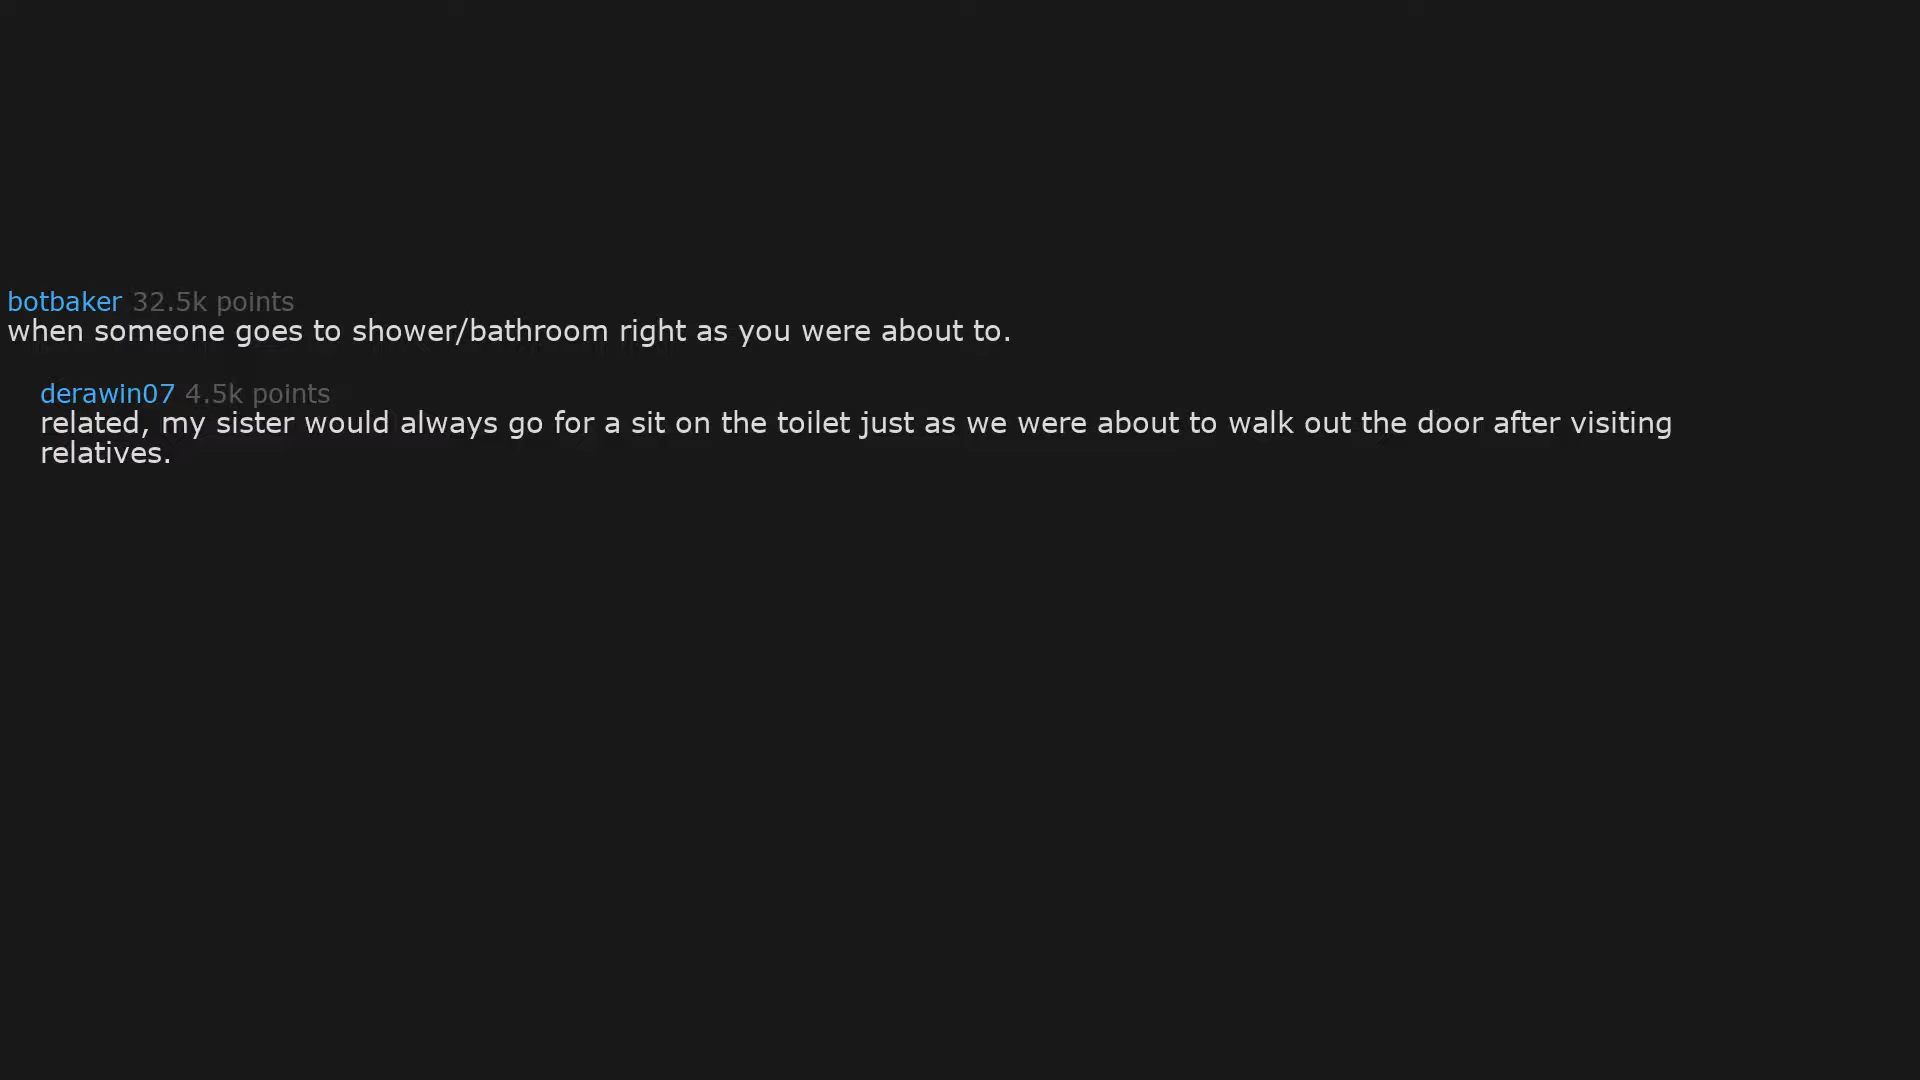 botbaker 32.5k points
when someone goes to shower/bathroom right as you were about to.
derawin07 4.5k points
related, my sister would always go for a sit on the toilet just as we were about to walk out the door after visiting
relatives.